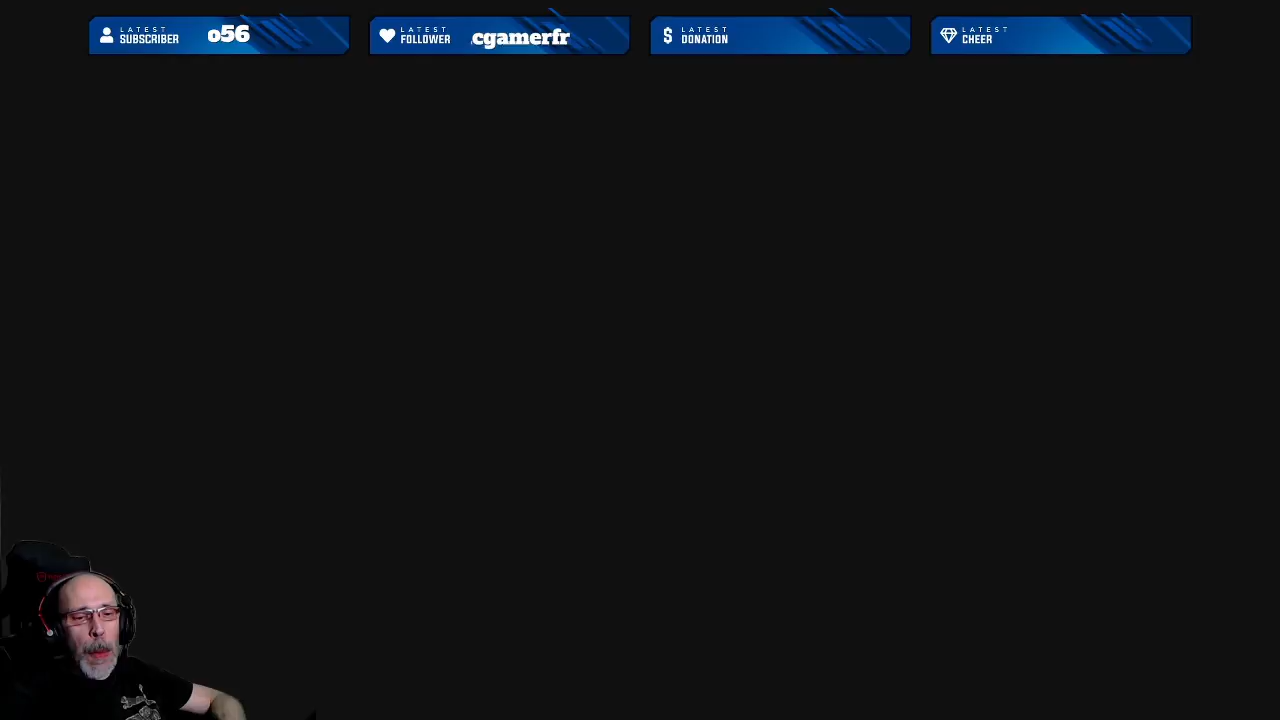 LATEST
SUBSCRIBER
o56
LATEST
FOLLOWER
cgamerfr
LATEST
DONATION
LATEST
CHEER